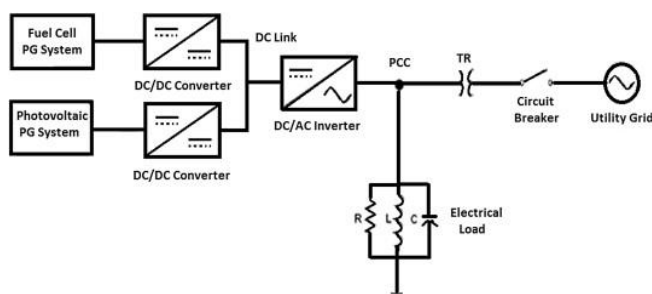 Fuel Cell
PG System
DC/DC Converter
DC Link
DC/AC Inverter
PCC
TR
Circuit
Breaker
Utility Grid
Photovoltaic
PG System
DC/DC Converter
R
L
C
Electrical
Load